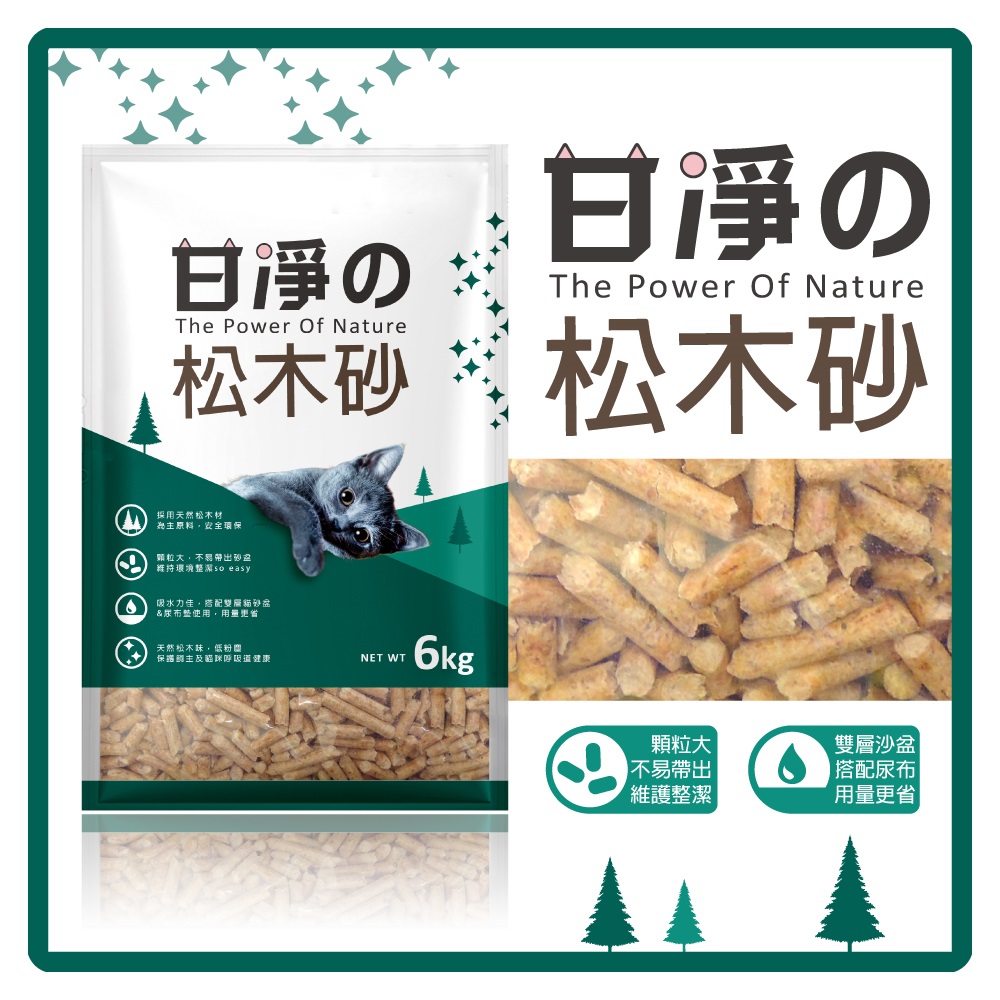 甘淨の
The Power Of Nature
松木砂
採用天然松木材
為主原料，安全環保
顆粒大，不易帶出砂盆
維持環境整潔so easy
吸水力佳，搭配雙層貓砂盆
&尿布墊使用，用量更省
天然松木味，低粉塵
保護飼主及貓咪呼吸道健康
NET WT 6kg
甘淨の
The Power Of Nature
松木砂
顆粒大
不易帶出
維護整潔
雙層沙盆
搭配尿布
用量更省